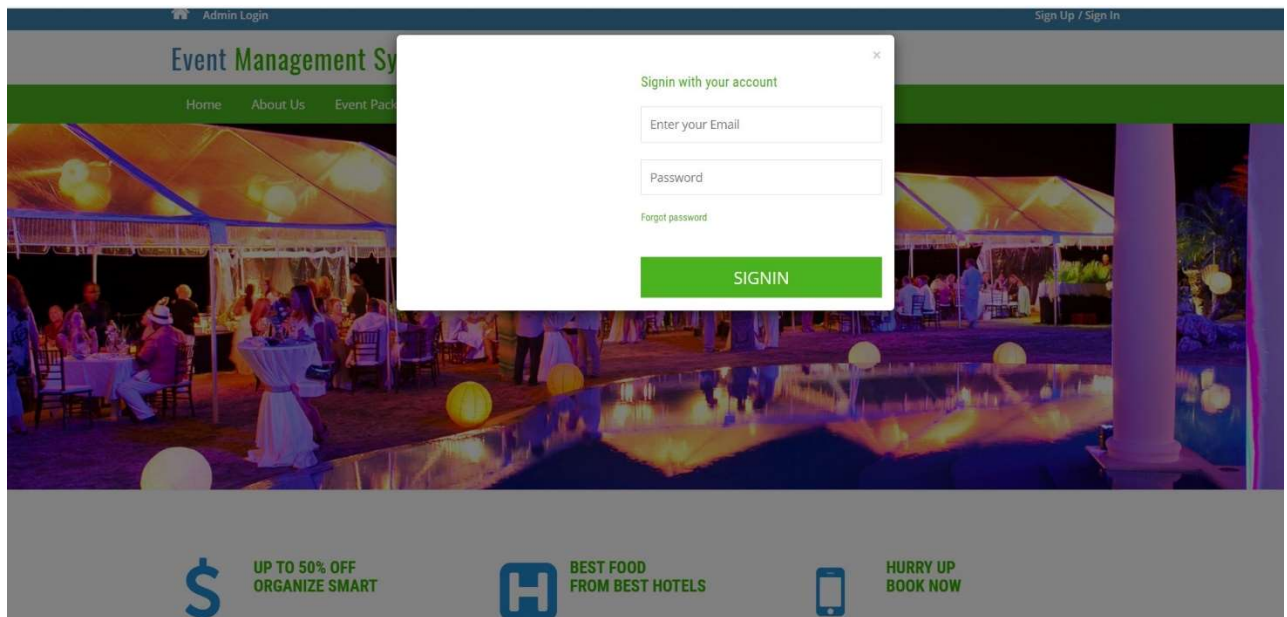 Admin Login
Sign Up / Sign In
Event Management Sy
×
Signin with your account
Home About Us Event Pack
Enter your Email
Password
Forgot password
SIGNIN
UP TO 50% OFF
ORGANIZE SMART
BEST FOOD
FROM BEST HOTELS
HURRY UP
BOOK NOW